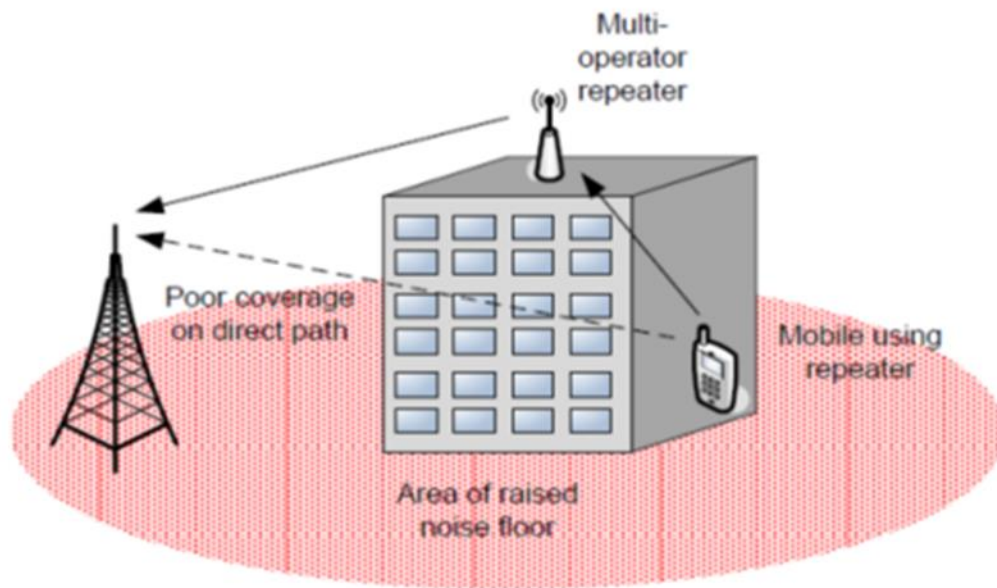 Multi-
operator
repeater
Poor coverage
on direct path
Mobile using
repeater
Area of raised
noise floor